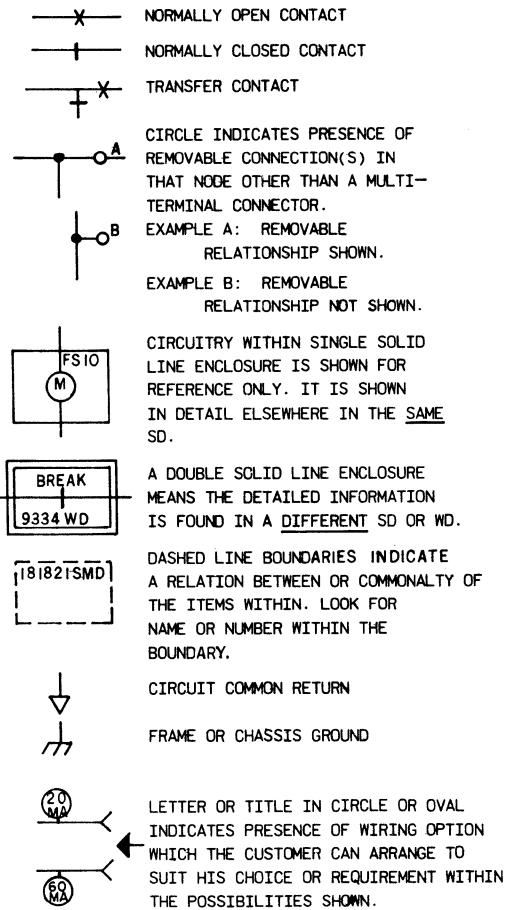 NORMALLY OPEN CONTACT
NORMALLY CLOSED CONTACT
TRANSFER CONTACT
A
CIRCLE INDICATES PRESENCE OF
REMOVABLE CONNECTION(S) IN
THAT NODE OTHER THAN A MULTI-
TERMINAL CONNECTOR.
B
EXAMPLE A: REMOVABLE
RELATIONSHIP SHOWN.
EXAMPLE B: REMOVABLE
RELATIONSHIP NOT SHOWN.
FS10
M
CIRCUITRY WITHIN SINGLE SOLID
LINE ENCLOSURE IS SHOWN FOR
REFERENCE ONLY. IT IS SHOWN
IN DETAIL ELSEWHERE IN THE SAME
SD.
BREAK
9334 WD
A DOUBLE SOLID LINE ENCLOSURE
MEANS THE DETAILED INFORMATION
IS FOUND IN A DIFFERENT SD OR WD.
181821SMD
DASHED LINE BOUNDARIES INDICATE
A RELATION BETWEEN OR COMMONALTY OF
THE ITEMS WITHIN. LOOK FOR
NAME OR NUMBER WITHIN THE
BOUNDARY.
CIRCUIT COMMON RETURN
FRAME OR CHASSIS GROUND
20
MA
60
MA
LETTER OR TITLE IN CIRCLE OR OVAL
INDICATES PRESENCE OF WIRING OPTION
WHICH THE CUSTOMER CAN ARRANGE TO
SUIT HIS CHOICE OR REQUIREMENT WITHIN
THE POSSIBILITIES SHOWN.